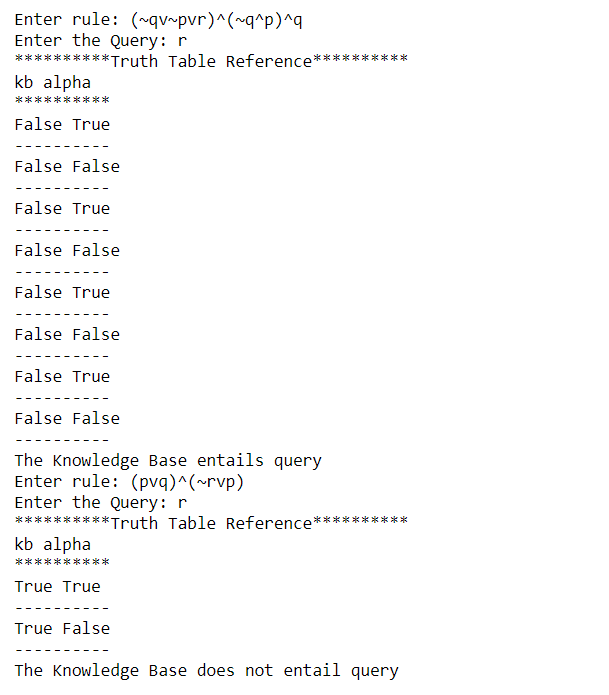 Enter rule: (~qv~pvr)^(~q^p)^q
Enter the Query: r
**********Truth Table Reference**********
kb alpha
**********
False True
----------
False False
----------
False True
----------
False False
----------
False True
----------
False False
----------
False True
----------
False False
----------
The Knowledge Base entails query
Enter rule: (pvq)^(~rvp)
Enter the Query: r
**********Truth Table Reference**********
kb alpha
**********
True True
----------
True False
----------
The Knowledge Base does not entail query